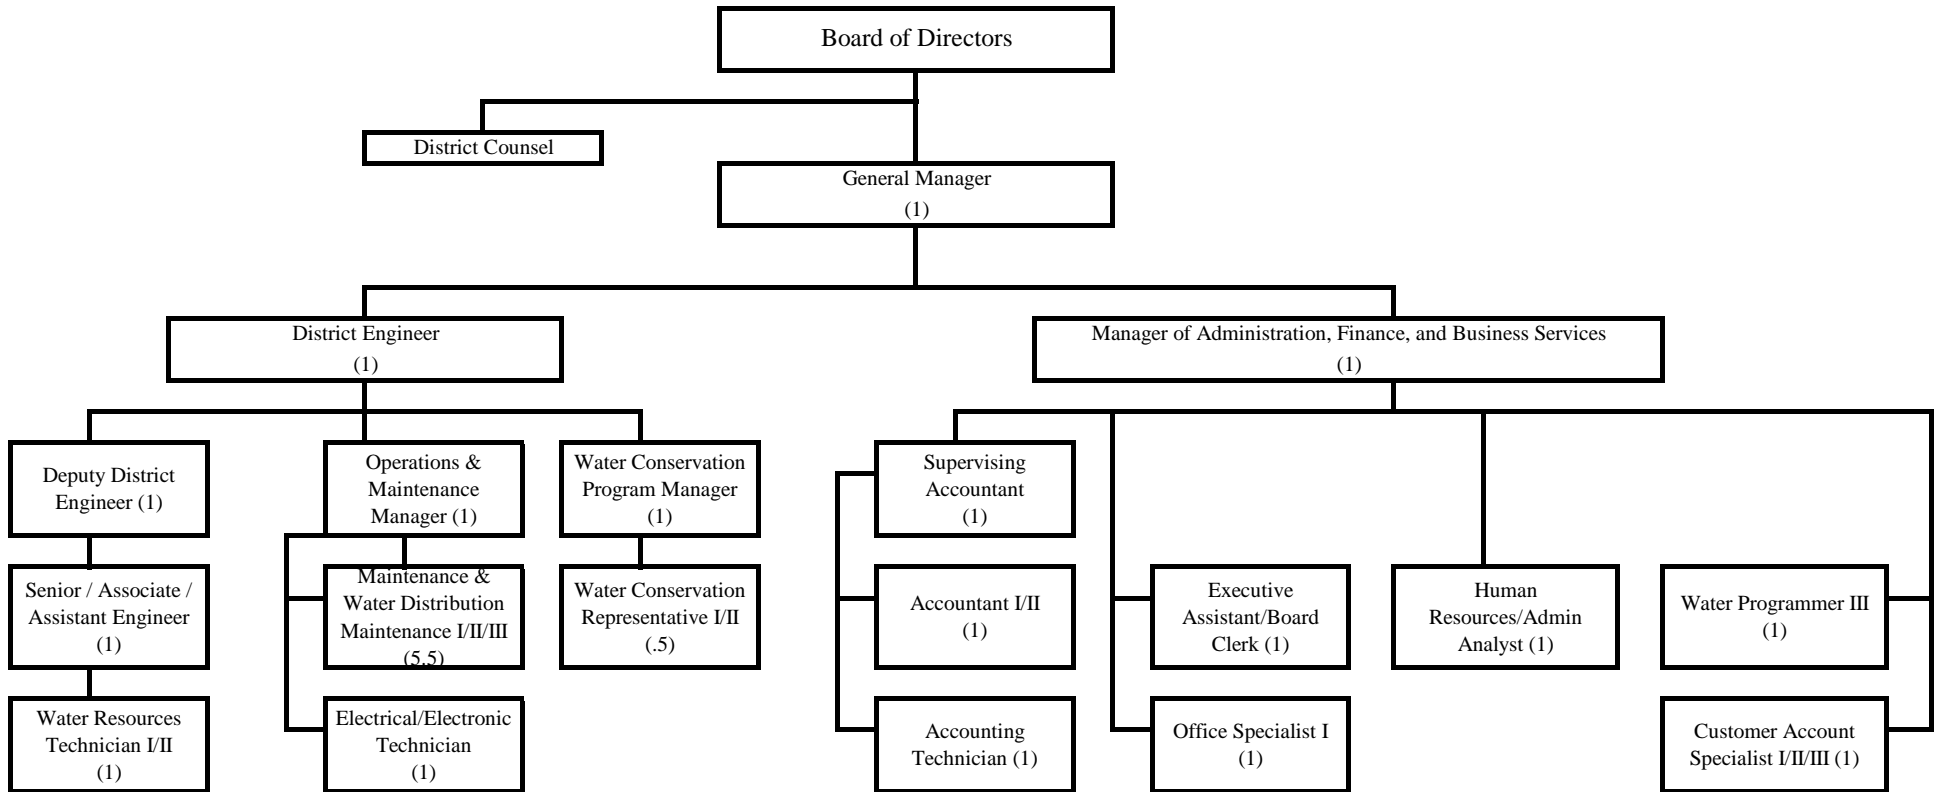 Board of Directors
District Counsel
General Manager
(1)
District Engineer
(1)
Manager of Administration, Finance, and Business Services
(1)
Deputy District
Engineer (1)
Operations &
Maintenance
Manager (1)
Water Conservation
Program Manager
(1)
Supervising
Accountant
(1)
Senior / Associate /
Assistant Engineer
(1)
Maintenance &
Water Distribution
Maintenance I/II/III
(5.5)
Water Conservation
Representative I/II
(.5)
Accountant I/II
(1)
Executive
Assistant/Board
Clerk (1)
Human
Resources/Admin
Analyst (1)
Water Programmer III
(1)
Water Resources
Technician I/II
(1)
Electrical/Electronic
Technician
(1)
Accounting
Technician (1)
Office Specialist I
(1)
Customer Account
Specialist I/II/III (1)